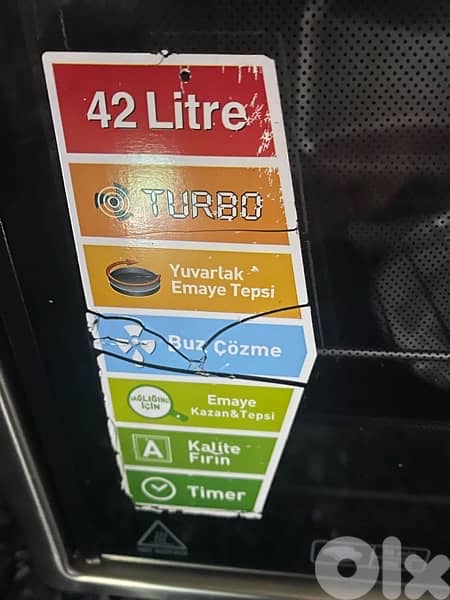 42 Litre
TURBO
Yuvarlak
Emaye Tepsi
Buz Çözme
SAĞLIĞINIZ
İÇİN
Emaye
Kazan&Tepsi
A
Kalite
Fırın
Timer
OLX